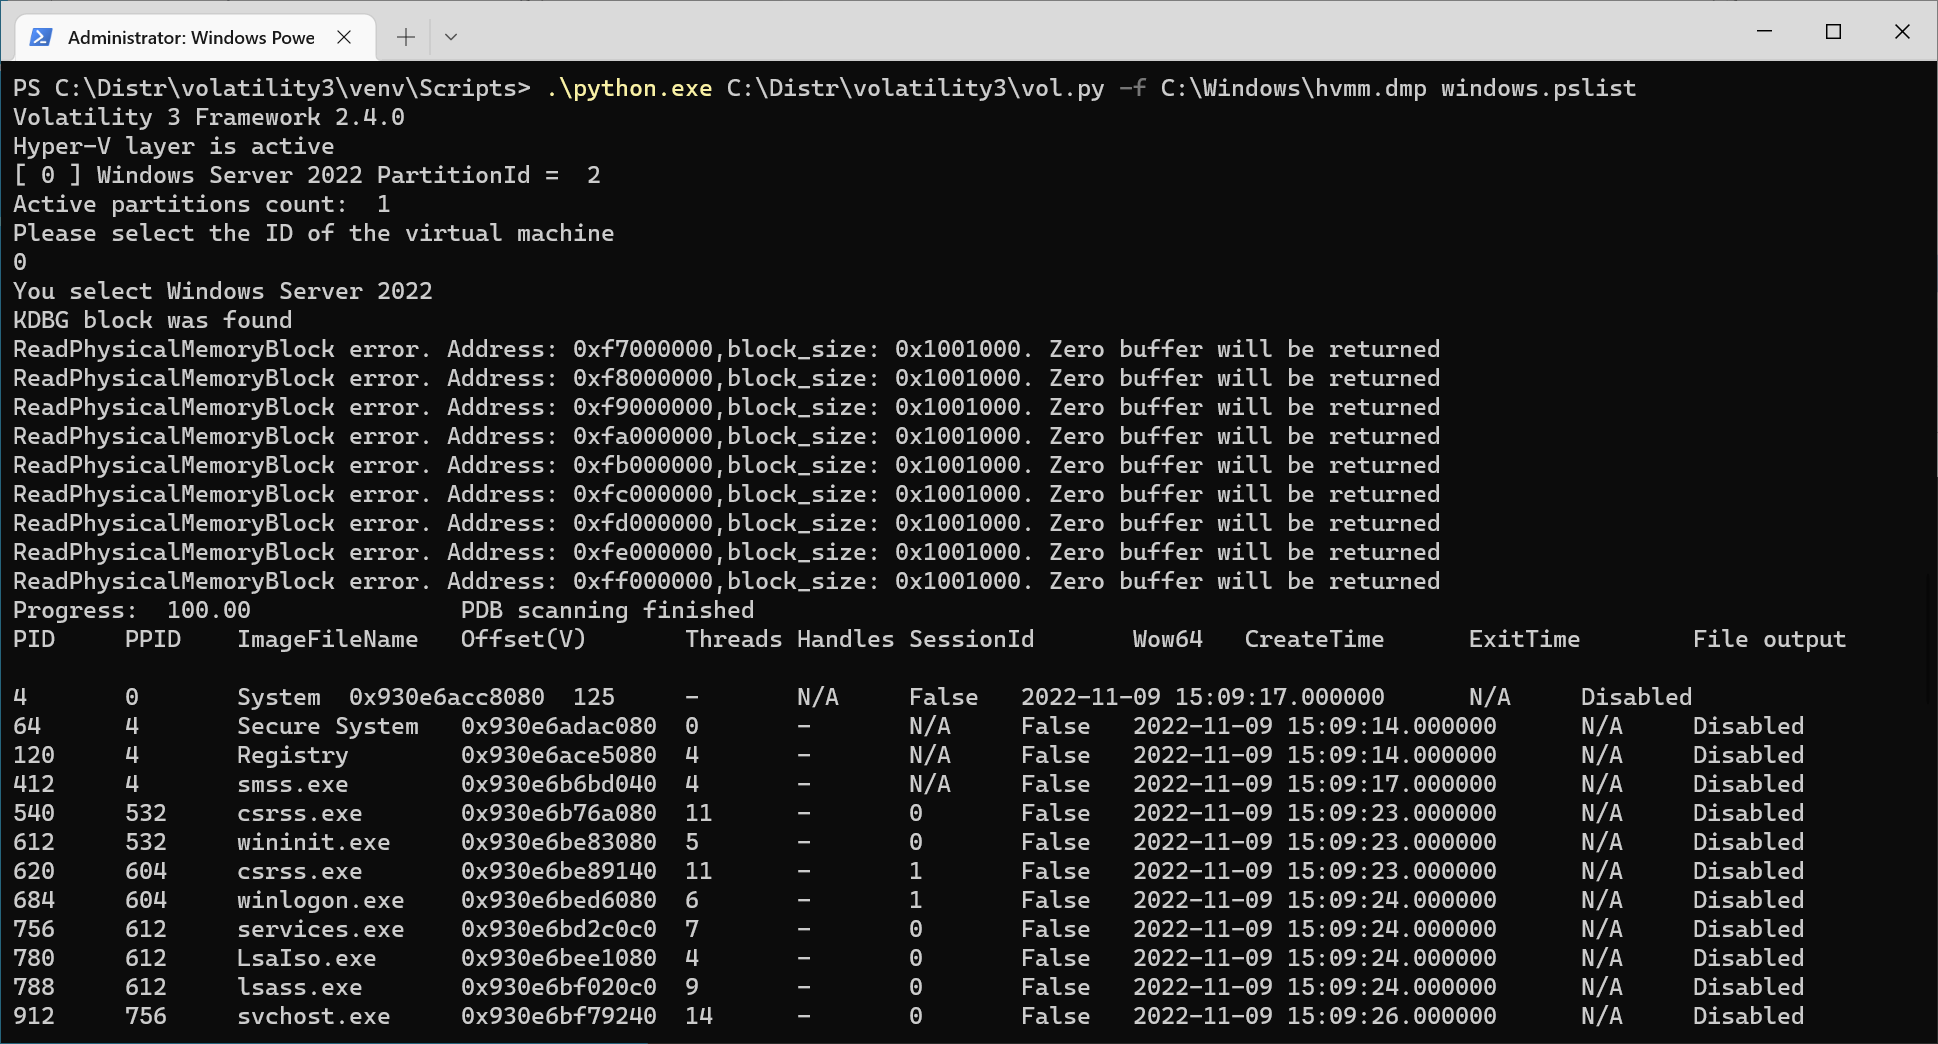 Administrator: Windows Powe
PS C:\Distr\volatility3\venv\Scripts> .\python.exe C:\Distr\volatility3\vol.py -f C:\Windows\hvmm.dmp windows.pslist
Volatility 3 Framework 2.4.0
Hyper-V layer is active
[ 0 ] Windows Server 2022 PartitionId =  2
Active partitions count:  1
Please select the ID of the virtual machine
0
You select Windows Server 2022
KDBG block was found
ReadPhysicalMemoryBlock error. Address: 0xf7000000,block_size: 0x1001000. Zero buffer will be returned
ReadPhysicalMemoryBlock error. Address: 0xf8000000,block_size: 0x1001000. Zero buffer will be returned
ReadPhysicalMemoryBlock error. Address: 0xf9000000,block_size: 0x1001000. Zero buffer will be returned
ReadPhysicalMemoryBlock error. Address: 0xfa000000,block_size: 0x1001000. Zero buffer will be returned
ReadPhysicalMemoryBlock error. Address: 0xfb000000,block_size: 0x1001000. Zero buffer will be returned
ReadPhysicalMemoryBlock error. Address: 0xfc000000,block_size: 0x1001000. Zero buffer will be returned
ReadPhysicalMemoryBlock error. Address: 0xfd000000,block_size: 0x1001000. Zero buffer will be returned
ReadPhysicalMemoryBlock error. Address: 0xfe000000,block_size: 0x1001000. Zero buffer will be returned
ReadPhysicalMemoryBlock error. Address: 0xff000000,block_size: 0x1001000. Zero buffer will be returned
Progress:  100.00               PDB scanning finished
PID     PPID    ImageFileName   Offset(V)       Threads Handles SessionId       Wow64   CreateTime      ExitTime        File output
4       0       System  0x930e6acc8080  125     -       N/A     False   2022-11-09 15:09:17.000000      N/A     Disabled
64      4       Secure System   0x930e6adac080  0       -       N/A     False   2022-11-09 15:09:14.000000      N/A     Disabled
120     4       Registry        0x930e6ace5080  4       -       N/A     False   2022-11-09 15:09:14.000000      N/A     Disabled
412     4       smss.exe        0x930e6b6bd040  4       -       N/A     False   2022-11-09 15:09:17.000000      N/A     Disabled
540     532     csrss.exe       0x930e6b76a080  11      -       0       False   2022-11-09 15:09:23.000000      N/A     Disabled
612     532     wininit.exe     0x930e6be83080  5       -       0       False   2022-11-09 15:09:23.000000      N/A     Disabled
620     604     csrss.exe       0x930e6be89140  11      -       1       False   2022-11-09 15:09:23.000000      N/A     Disabled
684     604     winlogon.exe    0x930e6bed6080  6       -       1       False   2022-11-09 15:09:24.000000      N/A     Disabled
756     612     services.exe    0x930e6bd2c0c0  7       -       0       False   2022-11-09 15:09:24.000000      N/A     Disabled
780     612     LsaIso.exe      0x930e6bee1080  4       -       0       False   2022-11-09 15:09:24.000000      N/A     Disabled
788     612     lsass.exe       0x930e6bf020c0  9       -       0       False   2022-11-09 15:09:24.000000      N/A     Disabled
912     756     svchost.exe     0x930e6bf79240  14      -       0       False   2022-11-09 15:09:26.000000      N/A     Disabled